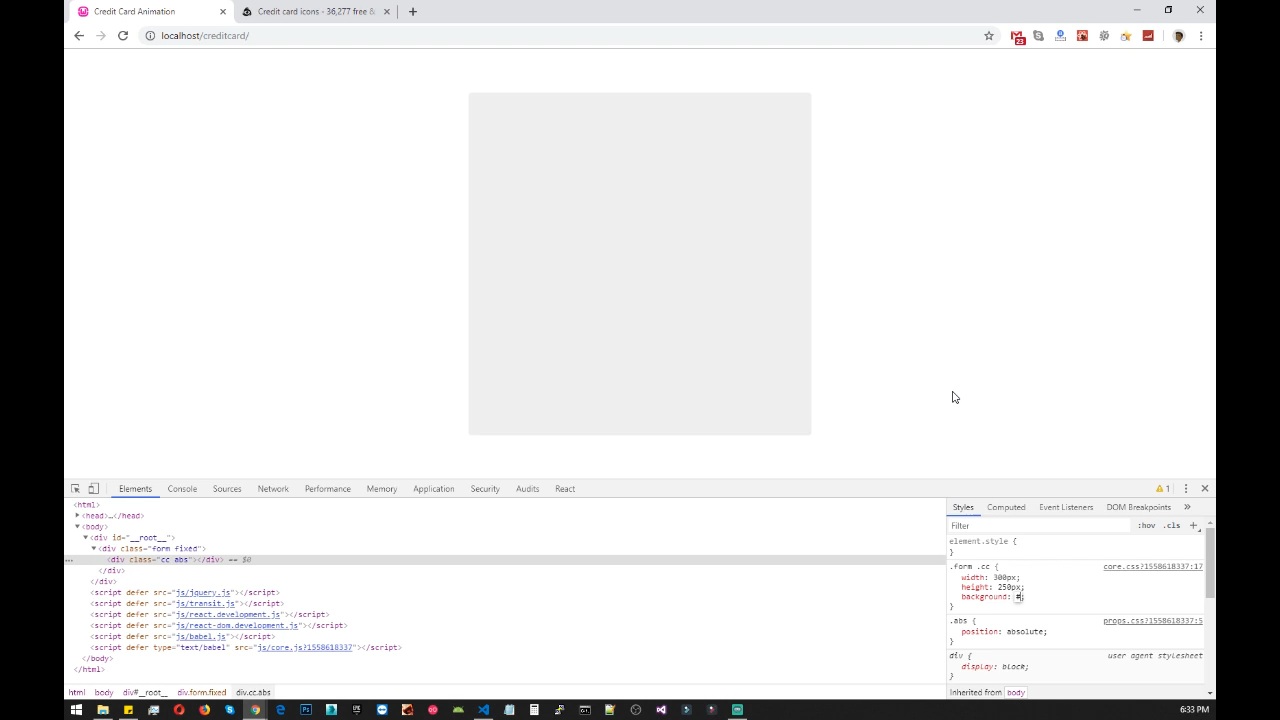 Credit Card Animation
Credit card icons - 36,277 free &
localhost/creditcard/
23
Elements Console Sources Network Performance Memory Application Security Audits React
1
<html>
<head>…</head>
<body>
<div id="__root__">
<div class="form fixed">
<div class="cc abs"></div> == $0
</div>
</div>
<script defer src="js/jquery.js"></script>
<script defer src="js/transit.js"></script>
<script defer src="js/react.development.js"></script>
<script defer src="js/react-dom.development.js"></script>
<script defer src="js/babel.js"></script>
<script defer type="text/babel" src="js/core.js?1558618337"></script>
</body>
</html>
html body div#__root__ div.form.fixed div.cc.abs
Styles Computed Event Listeners DOM Breakpoints »
Filter :hov .cls +
element.style {
}
.form .cc { core.css?1558618337:17
width: 300px;
height: 250px;
background: #;
}
.abs { props.css?1558618337:5
position: absolute;
}
div { user agent stylesheet
display: block;
}
Inherited from body
6:33 PM